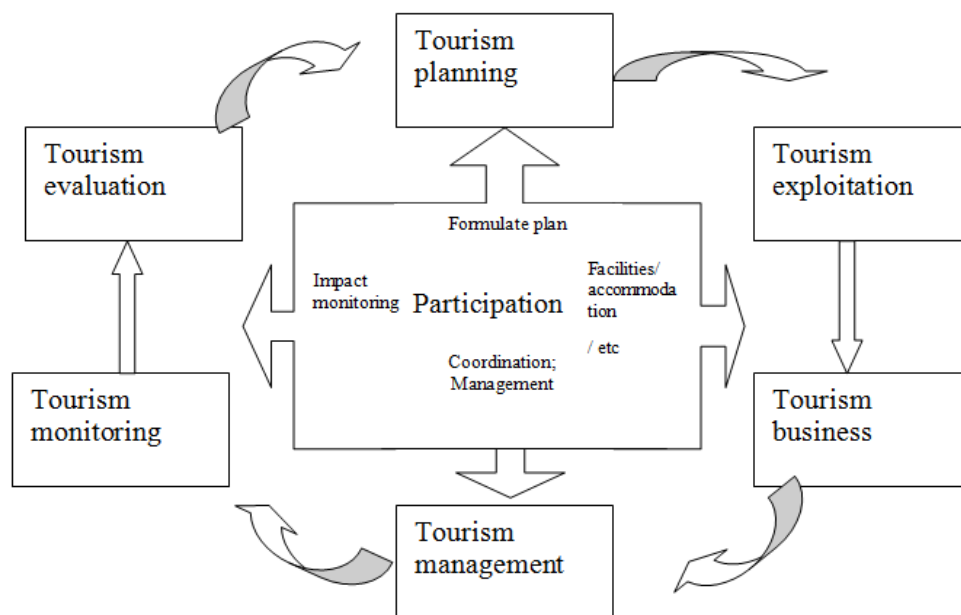 Tourism
planning
Tourism
evaluation
Tourism
exploitation
Formulate plan
Impact
monitoring
Participation
Facilities/
accommoda
tion
/ etc
Coordination;
Management
Tourism
monitoring
Tourism
business
Tourism
management